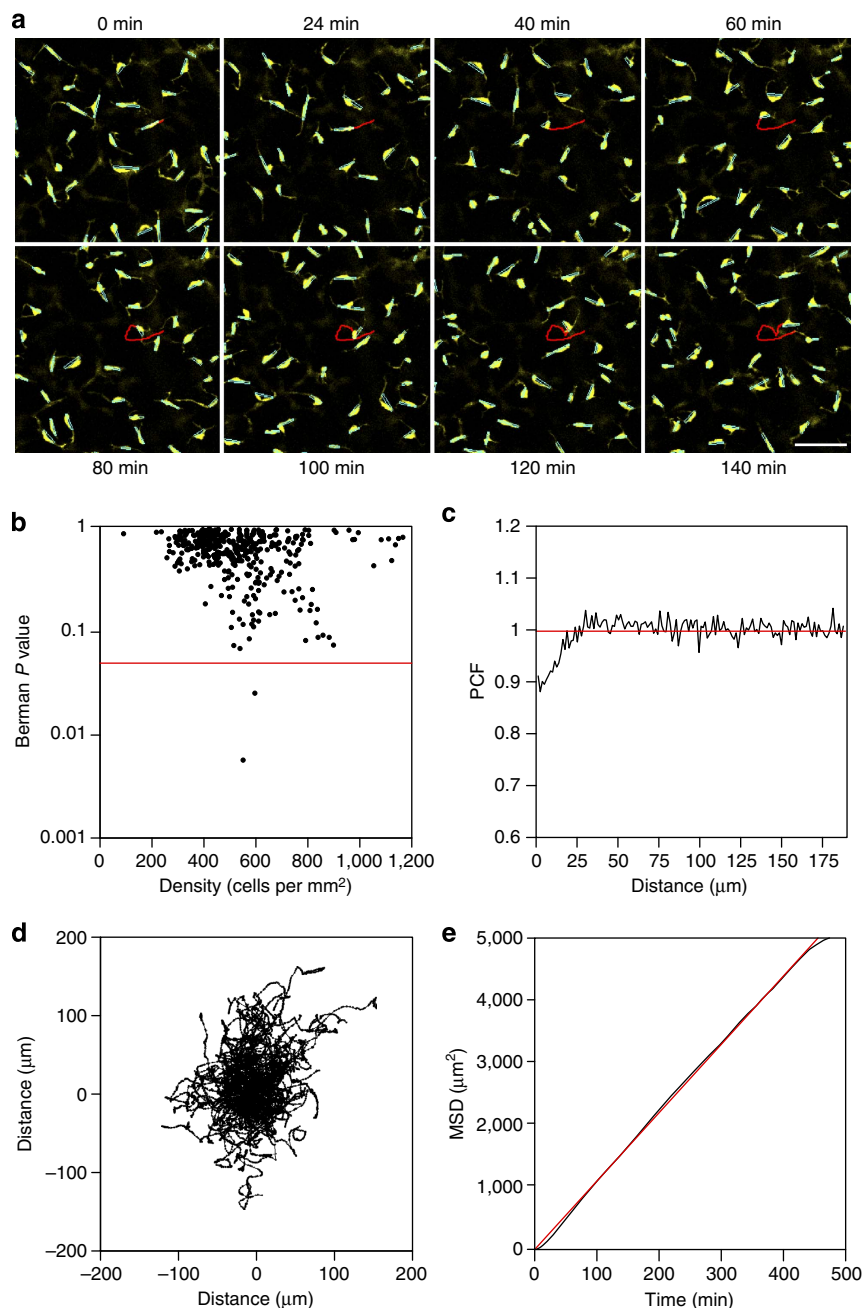 a
0 min 24 min 40 min 60 min
80 min 100 min 120 min 140 min
b
1
0.1
0.01
0.001
Berman P value
0 200 400 600 800 1,000 1,200
Density (cells per mm²)
c
1.2
1.1
1
0.9
0.8
0.7
0.6
PCF
0 25 50 75 100 125 150 175
Distance (μm)
d
200
100
0
–100
–200
Distance (μm)
–200 –100 0 100 200
Distance (μm)
e
5,000
4,000
3,000
2,000
1,000
0
MSD (μm²)
0 100 200 300 400 500
Time (min)